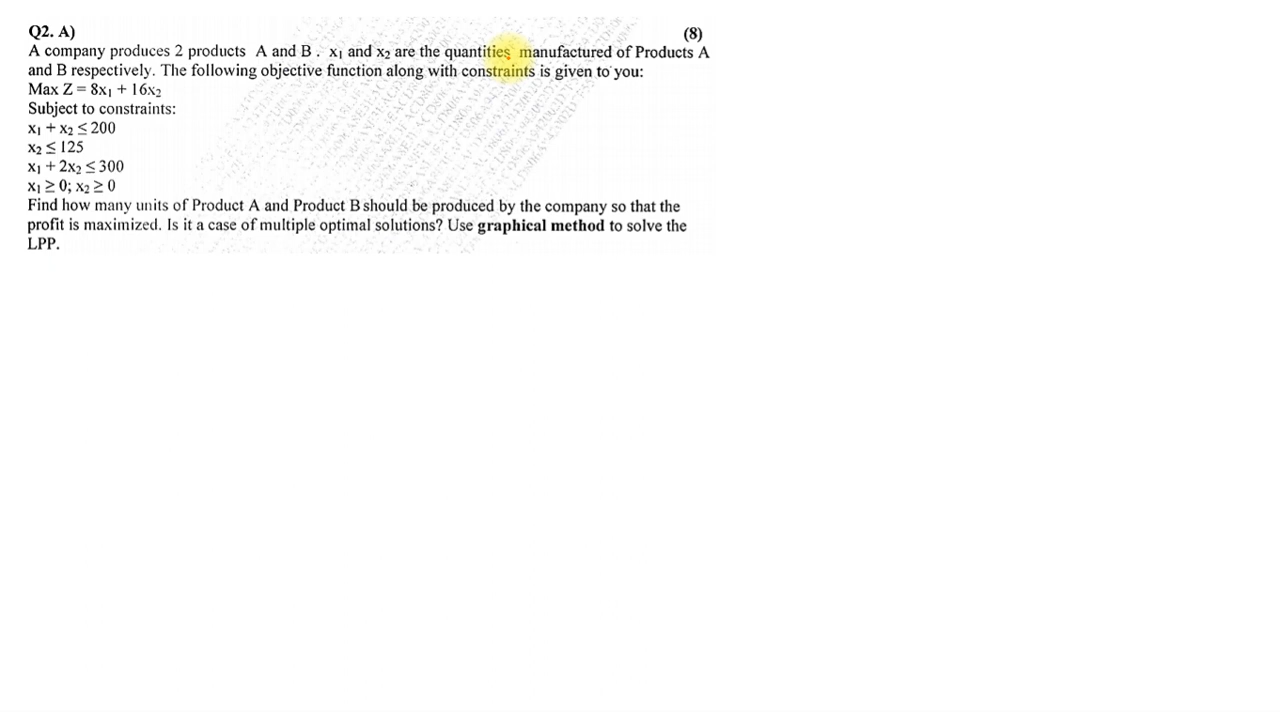 Q2. A) (8)
A company produces 2 products A and B . x₁ and x₂ are the quantities manufactured of Products A
and B respectively. The following objective function along with constraints is given to you:
Max Z = 8x₁ + 16x₂
Subject to constraints:
x₁ + x₂ ≤ 200
x₂ ≤ 125
x₁ + 2x₂ ≤ 300
x₁ ≥ 0; x₂ ≥ 0
Find how many units of Product A and Product B should be produced by the company so that the
profit is maximized. Is it a case of multiple optimal solutions? Use graphical method to solve the
LPP.